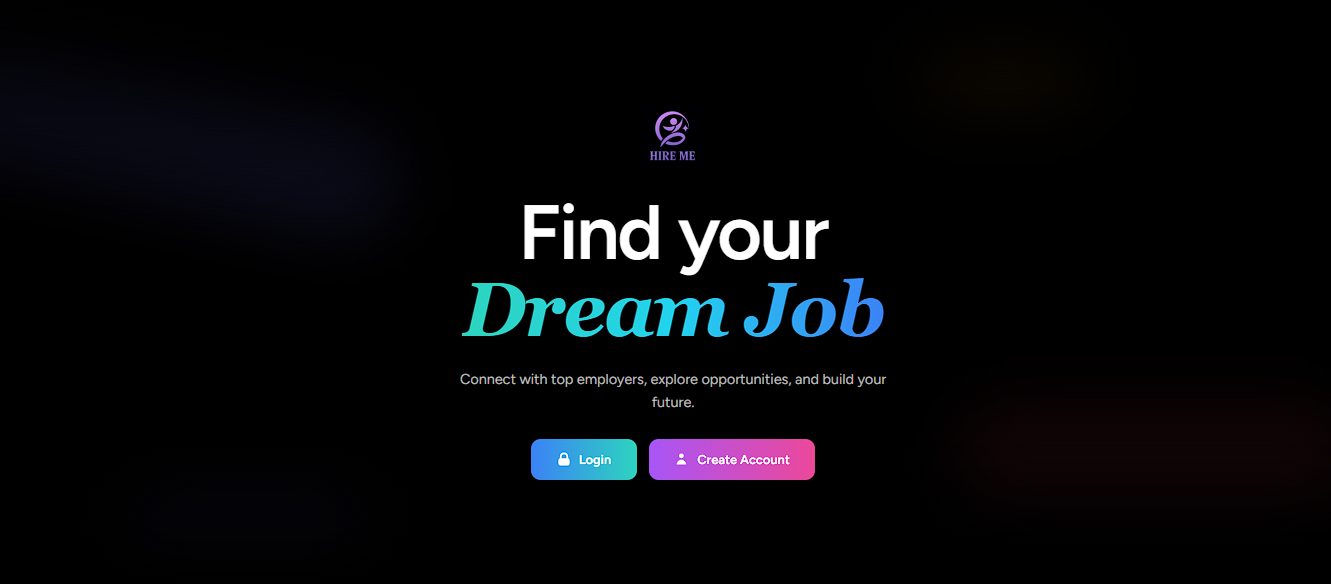 HIRE ME
Find your
Dream Job
Connect with top employers, explore opportunities, and build your
future.
Login
Create Account